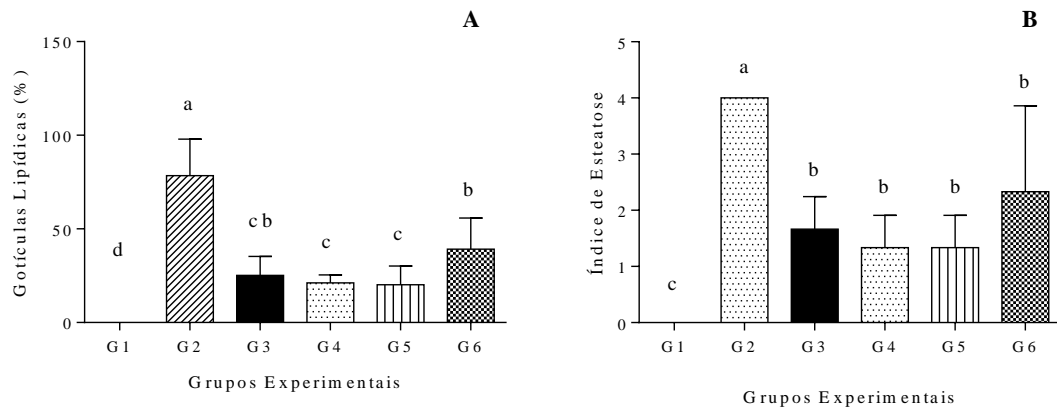 A
150
100
50
0
Gotículas Lipídicas (%)
d
a
c b
c
c
b
G1 G2 G3 G4 G5 G6
Grupos Experimentais
B
5
4
3
2
1
0
Índice de Esteatose
c
a
b
b
b
b
G1 G2 G3 G4 G5 G6
Grupos Experimentais